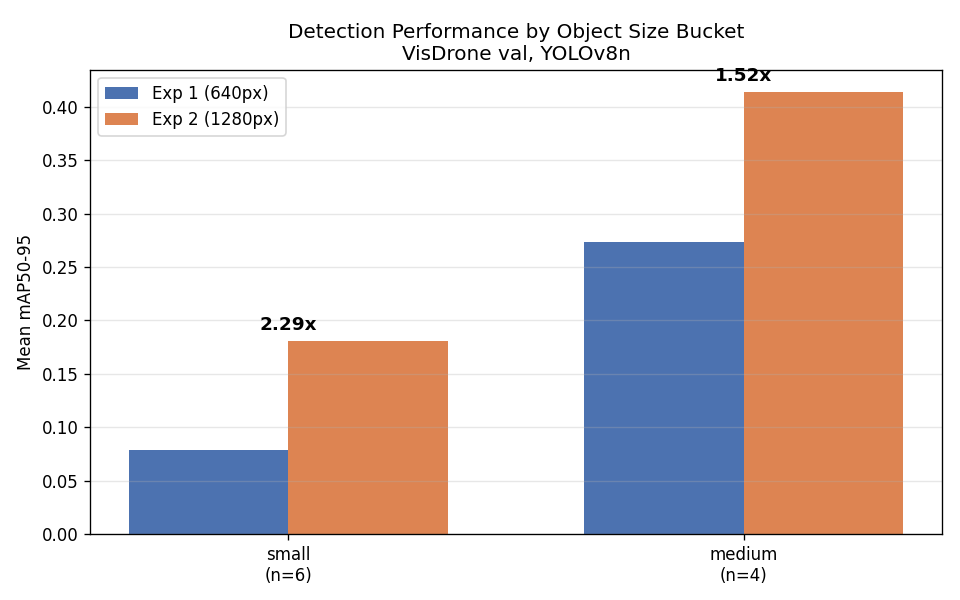 Detection Performance by Object Size Bucket
VisDrone val, YOLOv8n
1.52x
Exp 1 (640px)
Exp 2 (1280px)
2.29x
Mean mAP50-95
0.40
0.35
0.30
0.25
0.20
0.15
0.10
0.05
0.00
small
(n=6)
medium
(n=4)